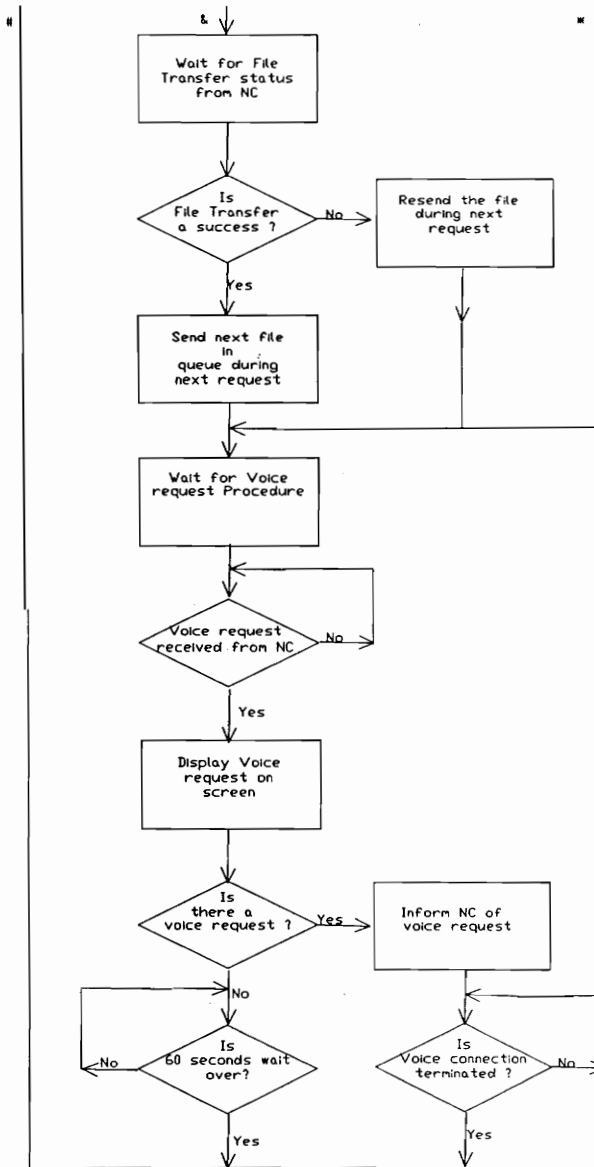 #
&
*
Wait for File
Transfer status
from NC
Is
File Transfer
a success ?
No
Resend the file
during next
request
Yes
Send next file
in
queue during
next request
Wait for Voice
request Procedure
Voice request
received from NC
No
Yes
Display Voice
request on
screen
Is
there a
voice request ?
Yes
Inform NC of
voice request
No
Is
60 seconds wait
over?
No
Is
Voice connection
terminated ?
No
Yes
Yes